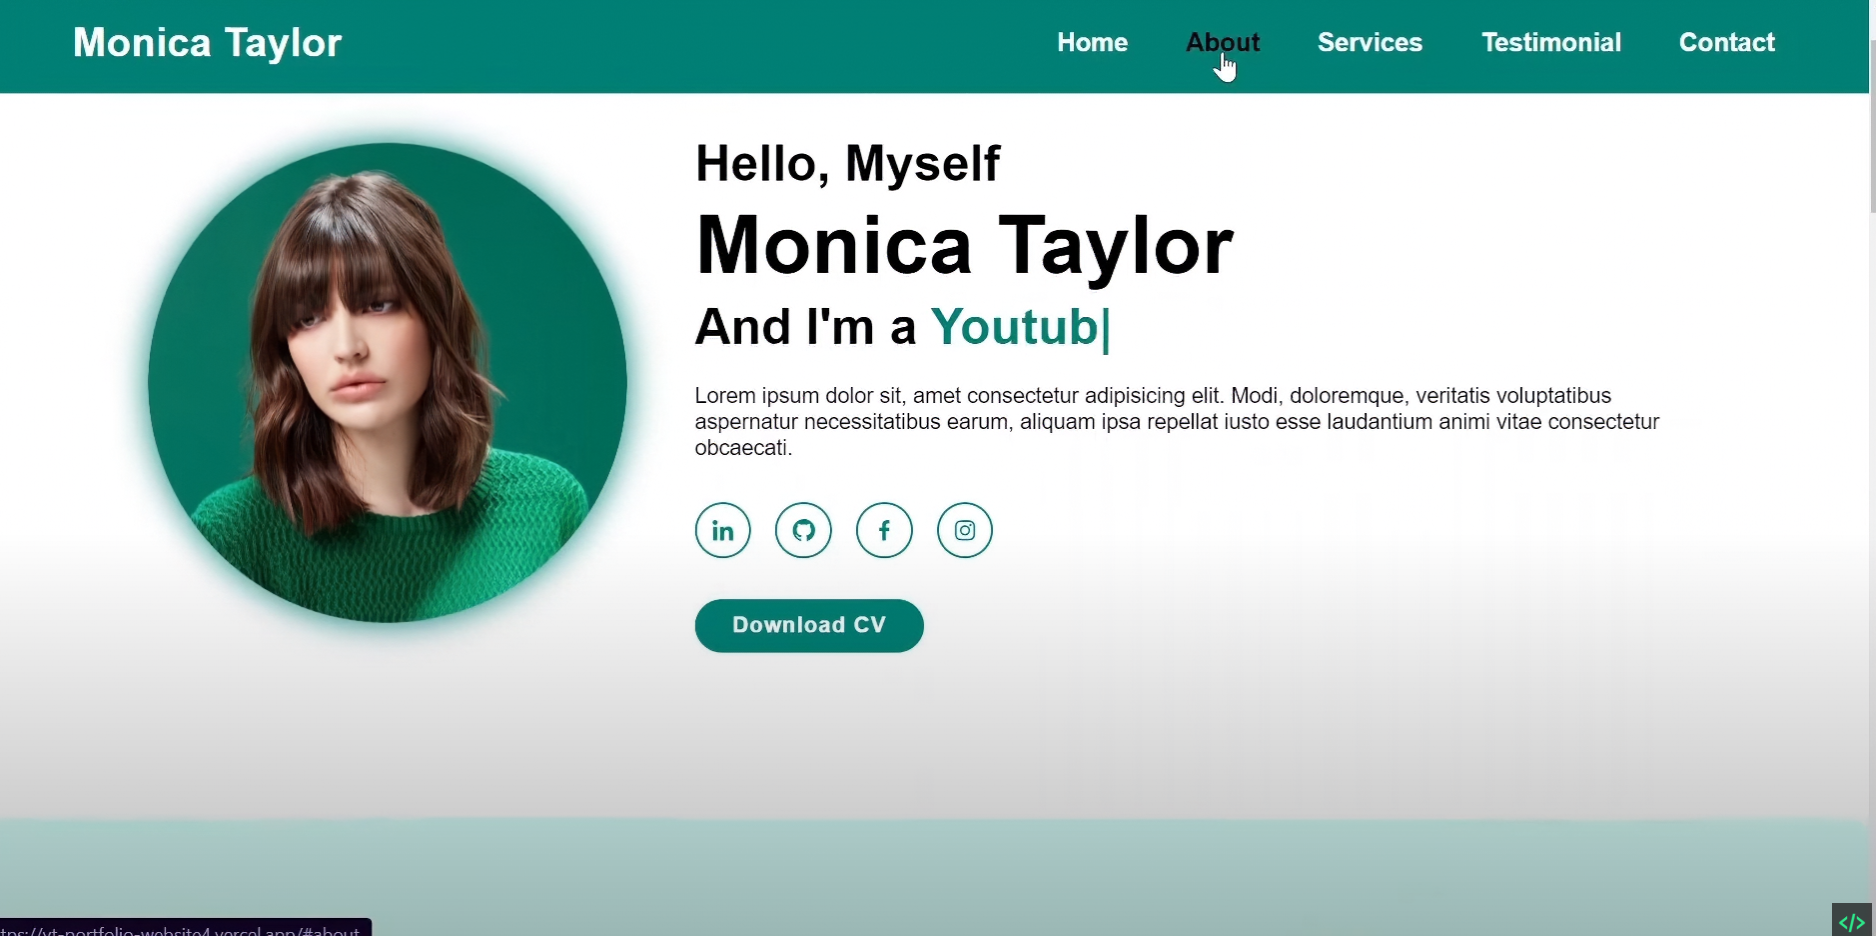 Monica Taylor
Home About Services Testimonial Contact
Hello, Myself
Monica Taylor
And I'm a Youtub|
Lorem ipsum dolor sit, amet consectetur adipisicing elit. Modi, doloremque, veritatis voluptatibus
aspernatur necessitatibus earum, aliquam ipsa repellat iusto esse laudantium animi vitae consectetur
obcaecati.
in f
Download CV
tps://yt-portfolio-website4.vercel.app/#about
</>